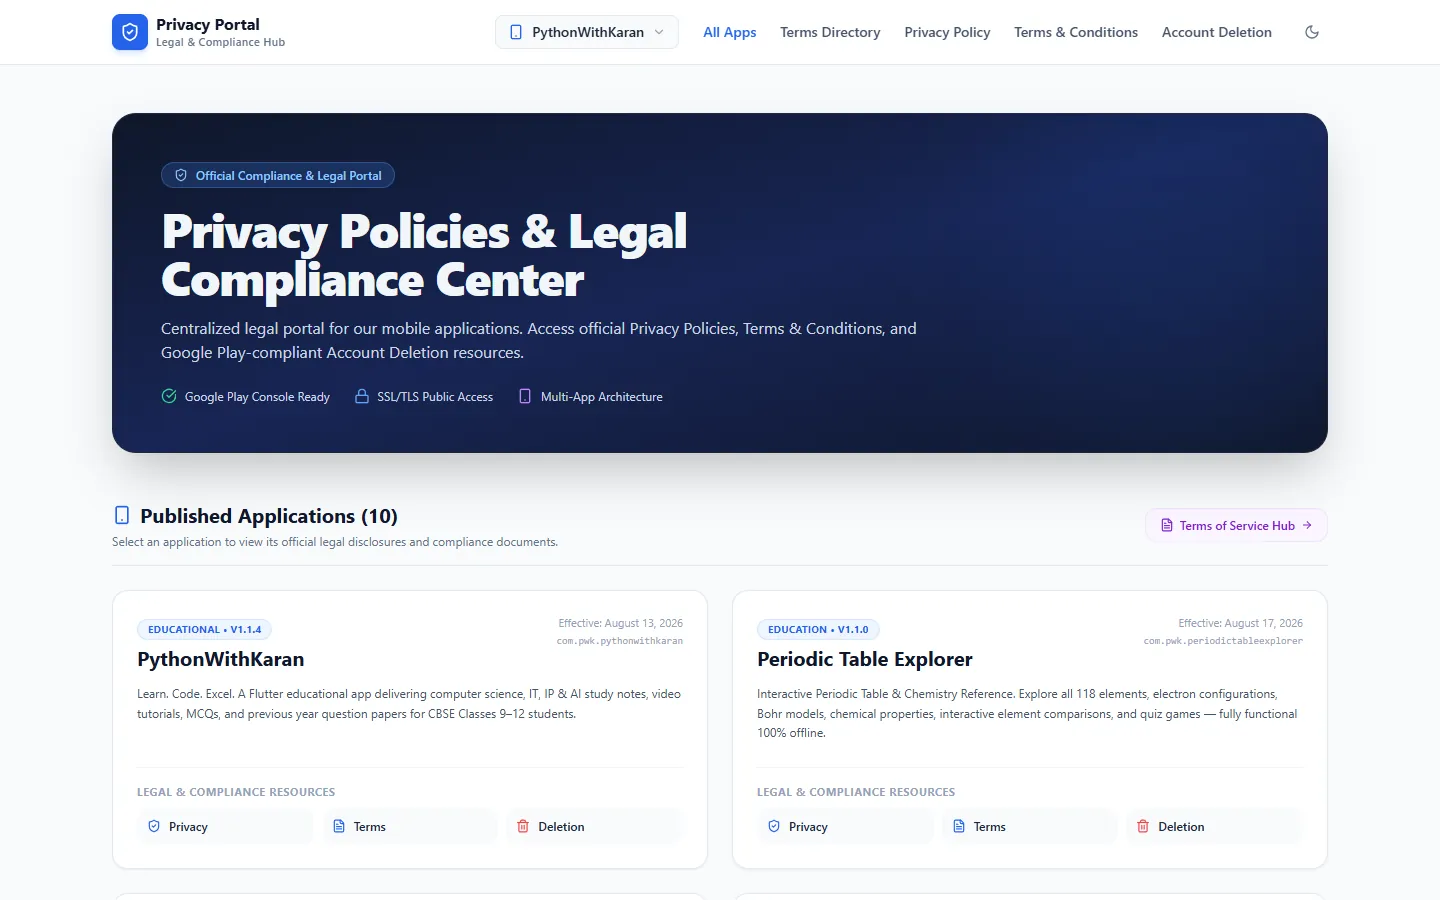 Privacy Portal
Legal & Compliance Hub
PythonWithKaran
All Apps
Terms Directory
Privacy Policy
Terms & Conditions
Account Deletion
Official Compliance & Legal Portal
Privacy Policies & Legal
Compliance Center
Centralized legal portal for our mobile applications. Access official Privacy Policies, Terms & Conditions, and
Google Play-compliant Account Deletion resources.
Google Play Console Ready
SSL/TLS Public Access
Multi-App Architecture
Published Applications (10)
Select an application to view its official legal disclosures and compliance documents.
Terms of Service Hub
EDUCATIONAL • V1.1.4
Effective: August 13, 2026
com.pwk.pythonwithkaran
PythonWithKaran
Learn. Code. Excel. A Flutter educational app delivering computer science, IT, IP & AI study notes, video
tutorials, MCQs, and previous year question papers for CBSE Classes 9–12 students.
LEGAL & COMPLIANCE RESOURCES
Privacy
Terms
Deletion
EDUCATION • V1.1.0
Effective: August 17, 2026
com.pwk.periodictableexplorer
Periodic Table Explorer
Interactive Periodic Table & Chemistry Reference. Explore all 118 elements, electron configurations,
Bohr models, chemical properties, interactive element comparisons, and quiz games — fully functional
100% offline.
LEGAL & COMPLIANCE RESOURCES
Privacy
Terms
Deletion